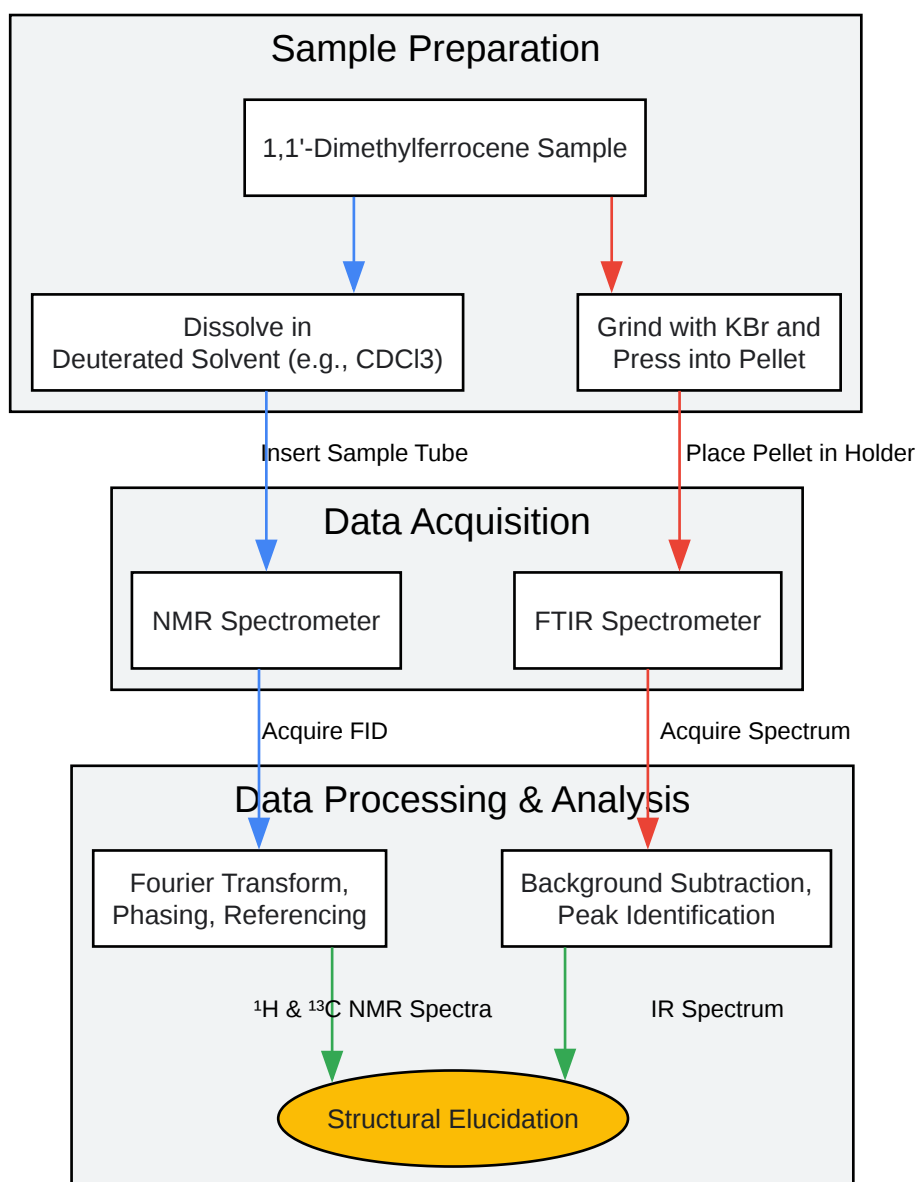 Sample Preparation
1,1'-Dimethylferrocene Sample
Dissolve in
Deuterated Solvent (e.g., CDCl3)
Grind with KBr and
Press into Pellet
Insert Sample Tube
Place Pellet in Holder
Data Acquisition
NMR Spectrometer
FTIR Spectrometer
Acquire FID
Acquire Spectrum
Data Processing & Analysis
Fourier Transform,
Phasing, Referencing
Background Subtraction,
Peak Identification
¹H & ¹³C NMR Spectra
IR Spectrum
Structural Elucidation